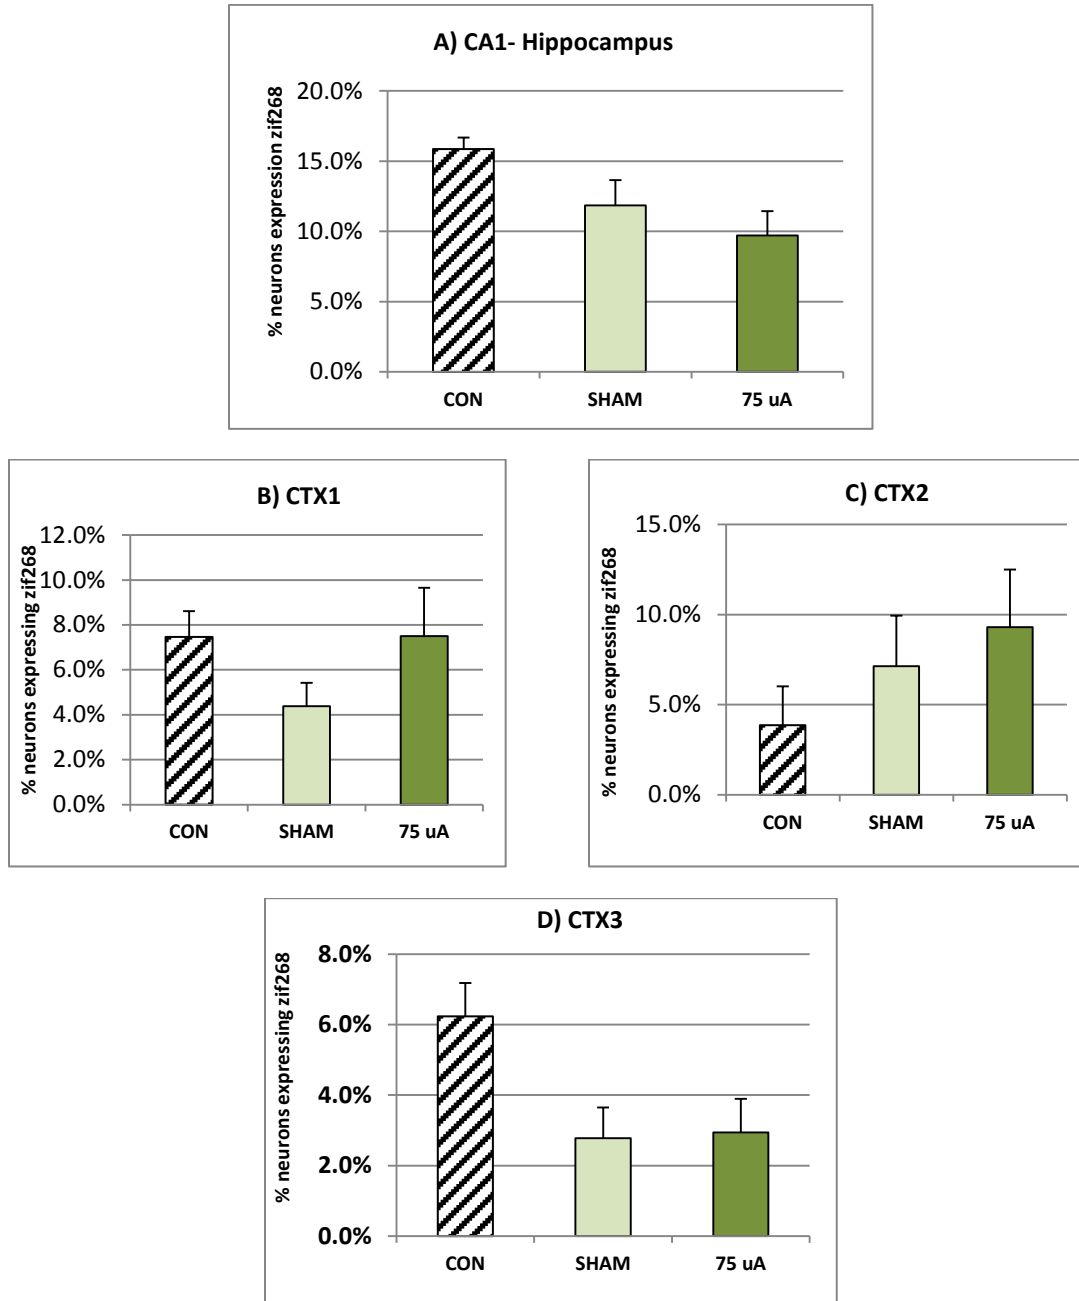 A) CA1- Hippocampus
% neurons expression zif268
20.0%
15.0%
10.0%
5.0%
0.0%
CON SHAM 75 uA
B) CTX1
% neurons expressing zif268
12.0%
10.0%
8.0%
6.0%
4.0%
2.0%
0.0%
CON SHAM 75 uA
C) CTX2
% neurons expressing zif268
15.0%
10.0%
5.0%
0.0%
CON SHAM 75 uA
D) CTX3
% neurons expressing zif268
8.0%
6.0%
4.0%
2.0%
0.0%
CON SHAM 75 uA